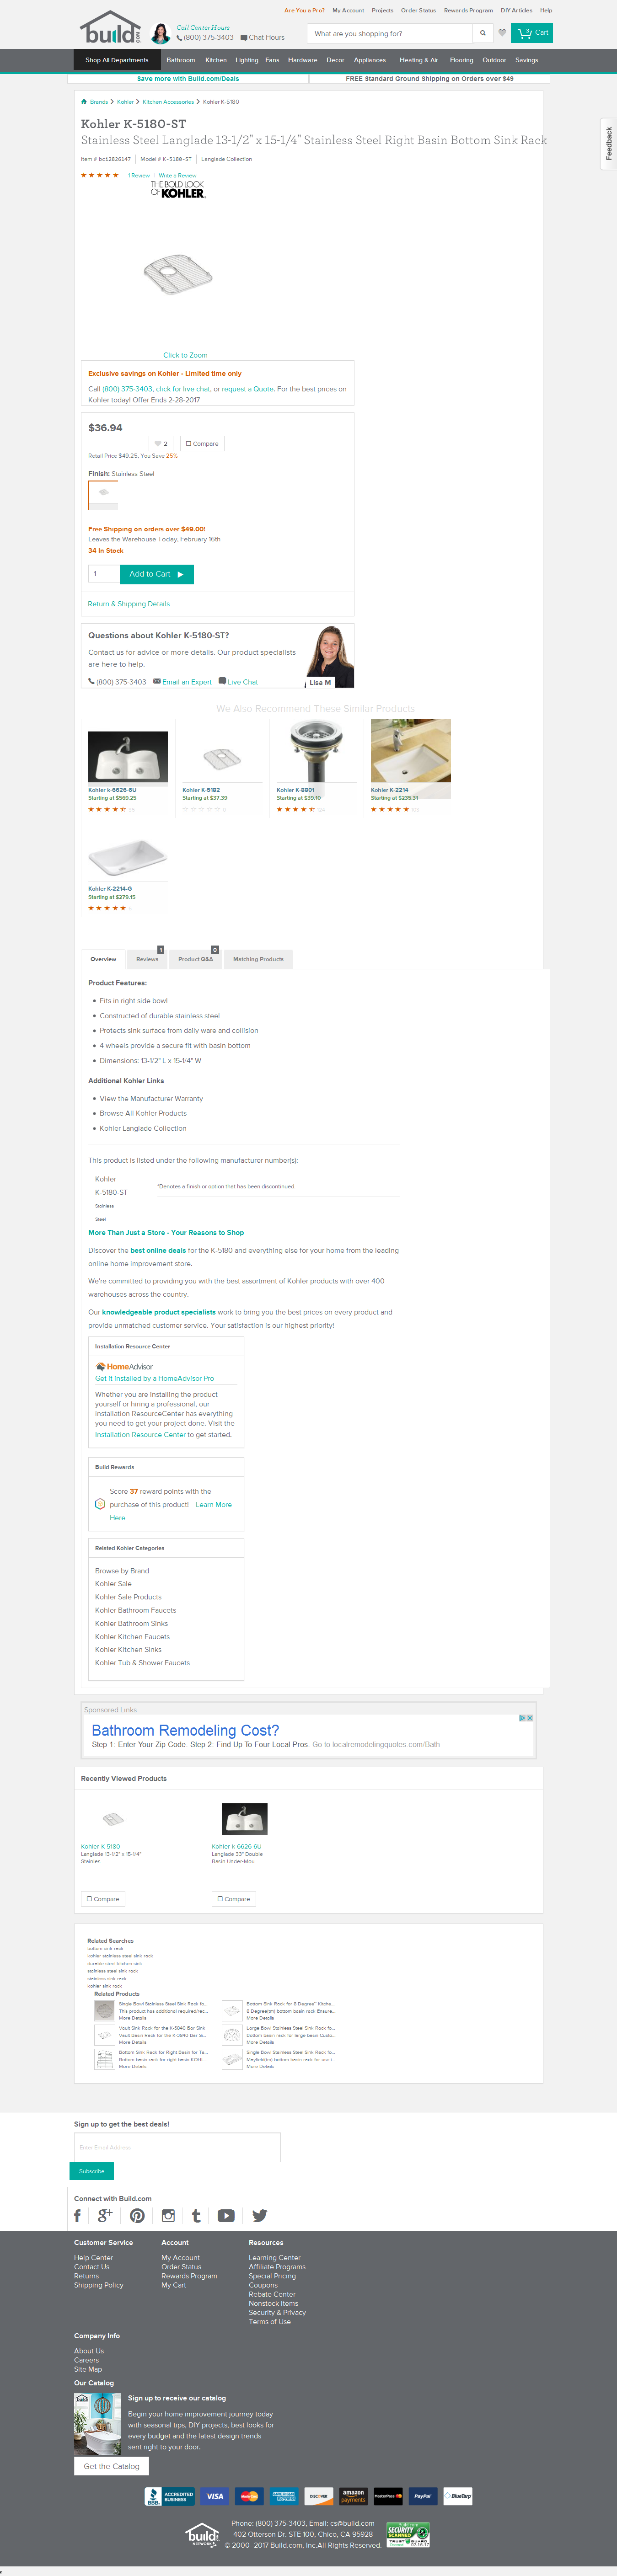 Are You a Pro? My Account Projects Order Status Rewards Program DIY Articles Help
build .com
Call Center Hours
(800) 375-3403 Chat Hours
What are you shopping for?
Cart
Shop All Departments Bathroom Kitchen Lighting Fans Hardware Decor Appliances Heating & Air Flooring Outdoor Savings
Save more with Build.com/Deals FREE Standard Ground Shipping on Orders over $49
Feedback
Brands Kohler Kitchen Accessories Kohler K-5180
Kohler K-5180-ST
Stainless Steel Langlade 13-1/2" x 15-1/4" Stainless Steel Right Basin Bottom Sink Rack
Item # bc12826147 Model # K-5180-ST Langlade Collection
1 Review Write a Review
THE BOLD LOOK
OF KOHLER.
Click to Zoom
Exclusive savings on Kohler - Limited time only
Call (800) 375-3403, click for live chat, or request a Quote. For the best prices on
Kohler today! Offer Ends 2-28-2017
$36.94
2 Compare
Retail Price $49.25. You Save 25%
Finish: Stainless Steel
Free Shipping on orders over $49.00!
Leaves the Warehouse Today, February 16th
34 In Stock
1 Add to Cart
Return & Shipping Details
Questions about Kohler K-5180-ST?
Contact us for advice or more details. Our product specialists
are here to help.
(800) 375-3403 Email an Expert Live Chat
Lisa M
We Also Recommend These Similar Products
Kohler k-6626-6U
Starting at $569.25
Kohler K-5182
Starting at $37.39
Kohler K-8801
Starting at $39.10
Kohler K-2214
Starting at $235.31
Kohler K-2214-G
Starting at $279.15
Overview Reviews 1 Product Q&A 0 Matching Products
Product Features:
Fits in right side bowl
Constructed of durable stainless steel
Protects sink surface from daily ware and collision
4 wheels provide a secure fit with basin bottom
Dimensions: 13-1/2" L x 15-1/4" W
Additional Kohler Links
View the Manufacturer Warranty
Browse All Kohler Products
Kohler Langlade Collection
This product is listed under the following manufacturer number(s):
Kohler
K-5180-ST
Stainless
Steel
*Denotes a finish or option that has been discontinued.
More Than Just a Store - Your Reasons to Shop
Discover the best online deals for the K-5180 and everything else for your home from the leading
online home improvement store.
We're committed to providing you with the best assortment of Kohler products with over 400
warehouses across the country.
Our knowledgeable product specialists work to bring you the best prices on every product and
provide unmatched customer service. Your satisfaction is our highest priority!
Installation Resource Center
HomeAdvisor
Get it installed by a HomeAdvisor Pro
Whether you are installing the product
yourself or hiring a professional, our
installation ResourceCenter has everything
you need to get your project done. Visit the
Installation Resource Center to get started.
Build Rewards
Score 37 reward points with the
purchase of this product! Learn More
Here
Related Kohler Categories
Browse by Brand
Kohler Sale
Kohler Sale Products
Kohler Bathroom Faucets
Kohler Bathroom Sinks
Kohler Kitchen Faucets
Kohler Kitchen Sinks
Kohler Tub & Shower Faucets
Sponsored Links
Bathroom Remodeling Cost?
Step 1: Enter Your Zip Code. Step 2: Find Up To Four Local Pros. Go to localremodelingquotes.com/Bath
Recently Viewed Products
Kohler K-5180
Langlade 13-1/2" x 15-1/4"
Stainles...
Kohler k-6626-6U
Langlade 33" Double
Basin Under-Mou...
Compare Compare
Related Searches
bottom sink rack
kohler stainless steel sink rack
durable steel kitchen sink
stainless steel sink rack
stainless sink rack
kohler sink rack
Related Products
Single Bowl Stainless Steel Sink Rack fo...
This product has additional required/rec...
More Details
Bottom Sink Rack for 8 Degree™ Kitche...
8 Degree(tm) bottom basin rack Ensure...
More Details
Vault Sink Rack for the K-3840 Bar Sink
Vault Basin Rack for the K-3840 Bar Si...
More Details
Large Bowl Stainless Steel Sink Rack fo...
Bottom basin rack for large basin Custo...
More Details
Bottom Sink Rack for Right Basin for Ta...
Bottom basin rack for right basin KOHL...
More Details
Single Bowl Stainless Steel Sink Rack fo...
Mayfield(tm) bottom basin rack for use i...
More Details
Sign up to get the best deals!
Enter Email Address
Subscribe
Connect with Build.com
Customer Service
Help Center
Contact Us
Returns
Shipping Policy
Account
My Account
Order Status
Rewards Program
My Cart
Resources
Learning Center
Affiliate Programs
Special Pricing
Coupons
Rebate Center
Nonstock Items
Security & Privacy
Terms of Use
Company Info
About Us
Careers
Site Map
Our Catalog
Sign up to receive our catalog
Begin your home improvement journey today
with seasonal tips, DIY projects, best looks for
every budget and the latest design trends
sent right to your door.
Get the Catalog
BBB ACCREDITED BUSINESS VISA MasterCard AMERICAN EXPRESS DISCOVER amazon payments MasterPass PayPal BlueTarp
build NETWORK
Phone: (800) 375-3403, Email: cs@build.com
402 Otterson Dr. STE 100, Chico, CA 95928
© 2000–2017 Build.com, Inc. All Rights Reserved.
SECURITY SCANNED